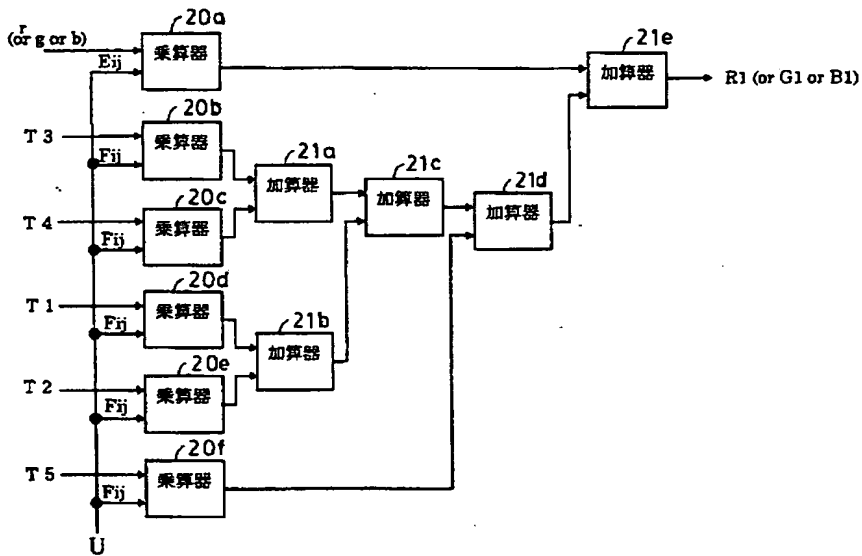 r
(or g or b)
Eij
20a
乗算器
21e
加算器
R1 (or G1 or B1)
T3
Fij
20b
乗算器
21a
加算器
21c
加算器
21d
加算器
T4
Fij
20c
乗算器
T1
Fij
20d
乗算器
21b
加算器
T2
Fij
20e
乗算器
T5
Fij
20f
乗算器
U